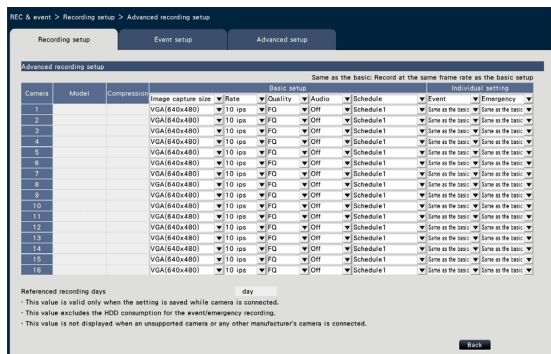 REC & event > Recording setup > Advanced recording setup
Recording setup Event setup Advanced setup
Advanced recording setup
Same as the basic: Record at the same frame rate as the basic setup
Camera Model Compression Basic setup Individual setting
Image capture size Rate Quality Audio Schedule Event Emergency
1 VGA(640x480) 10 ips FQ Off Schedule1 Same as the basic Same as the basic
2 VGA(640x480) 10 ips FQ Off Schedule1 Same as the basic Same as the basic
3 VGA(640x480) 10 ips FQ Off Schedule1 Same as the basic Same as the basic
4 VGA(640x480) 10 ips FQ Off Schedule1 Same as the basic Same as the basic
5 VGA(640x480) 10 ips FQ Off Schedule1 Same as the basic Same as the basic
6 VGA(640x480) 10 ips FQ Off Schedule1 Same as the basic Same as the basic
7 VGA(640x480) 10 ips FQ Off Schedule1 Same as the basic Same as the basic
8 VGA(640x480) 10 ips FQ Off Schedule1 Same as the basic Same as the basic
9 VGA(640x480) 10 ips FQ Off Schedule1 Same as the basic Same as the basic
10 VGA(640x480) 10 ips FQ Off Schedule1 Same as the basic Same as the basic
11 VGA(640x480) 10 ips FQ Off Schedule1 Same as the basic Same as the basic
12 VGA(640x480) 10 ips FQ Off Schedule1 Same as the basic Same as the basic
13 VGA(640x480) 10 ips FQ Off Schedule1 Same as the basic Same as the basic
14 VGA(640x480) 10 ips FQ Off Schedule1 Same as the basic Same as the basic
15 VGA(640x480) 10 ips FQ Off Schedule1 Same as the basic Same as the basic
16 VGA(640x480) 10 ips FQ Off Schedule1 Same as the basic Same as the basic
Referenced recording days day
・This value is valid only when the setting is saved while camera is connected.
・This value excludes the HDD consumption for the event/emergency recording.
・This value is not displayed when an unsupported camera or any other manufacturer's camera is connected.
Back